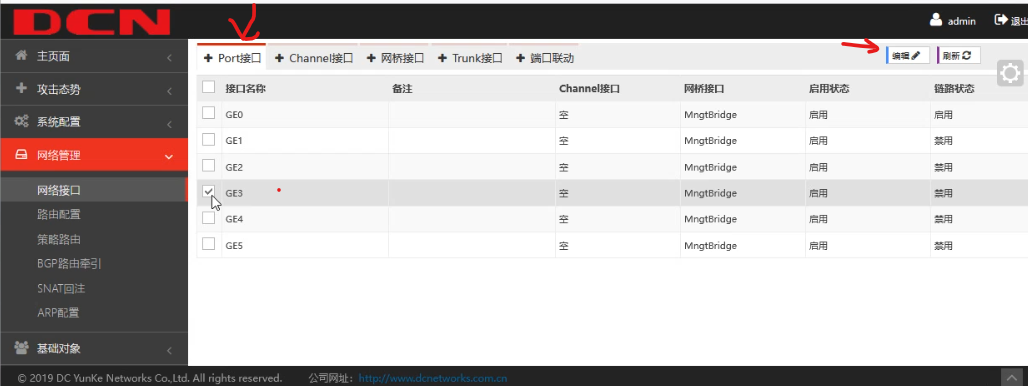 DCN
admin 退出
主页面
攻击态势
系统配置
网络管理
网络接口
路由配置
策略路由
BGP路由牵引
SNAT回注
ARP配置
基础对象
Port接口 Channel接口 网桥接口 Trunk接口 端口联动
编辑 刷新
接口名称 备注 Channel接口 网桥接口 启用状态 链路状态
GE0 空 MngtBridge 启用 启用
GE1 空 MngtBridge 启用 禁用
GE2 空 MngtBridge 启用 禁用
GE3 空 MngtBridge 启用 禁用
GE4 空 MngtBridge 启用 禁用
GE5 空 MngtBridge 启用 禁用
© 2019 DC YunKe Networks Co.,Ltd. All rights reserved. 公司网址：http://www.dcnetworks.com.cn